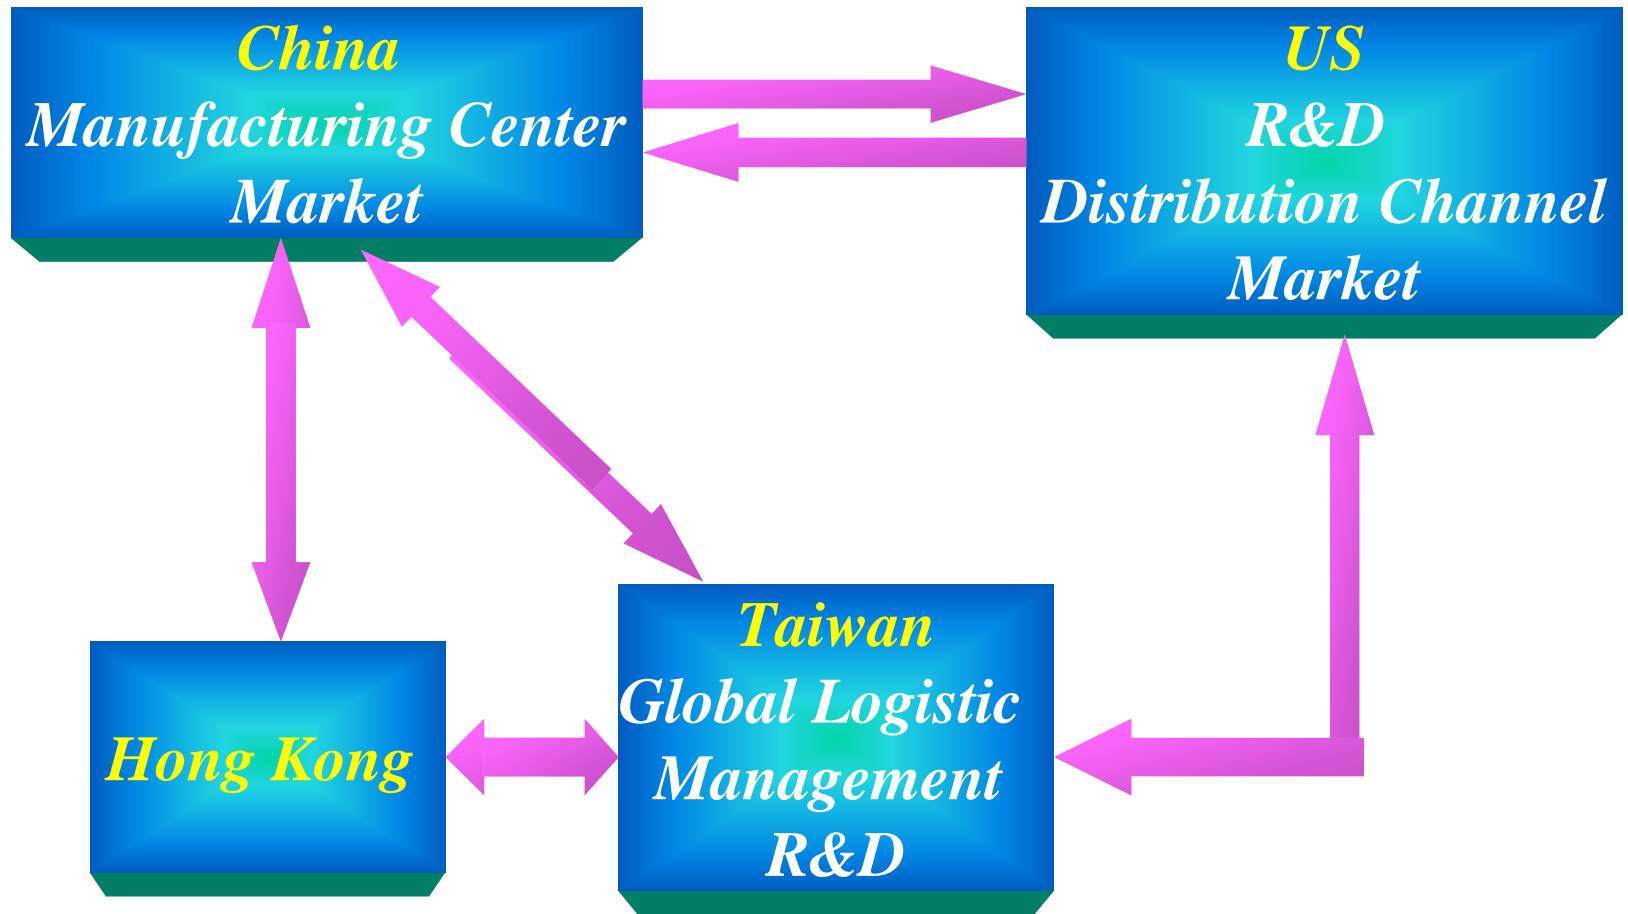 China
Manufacturing Center
Market
US
R&D
Distribution Channel
Market
Hong Kong
Taiwan
Global Logistic
Management
R&D